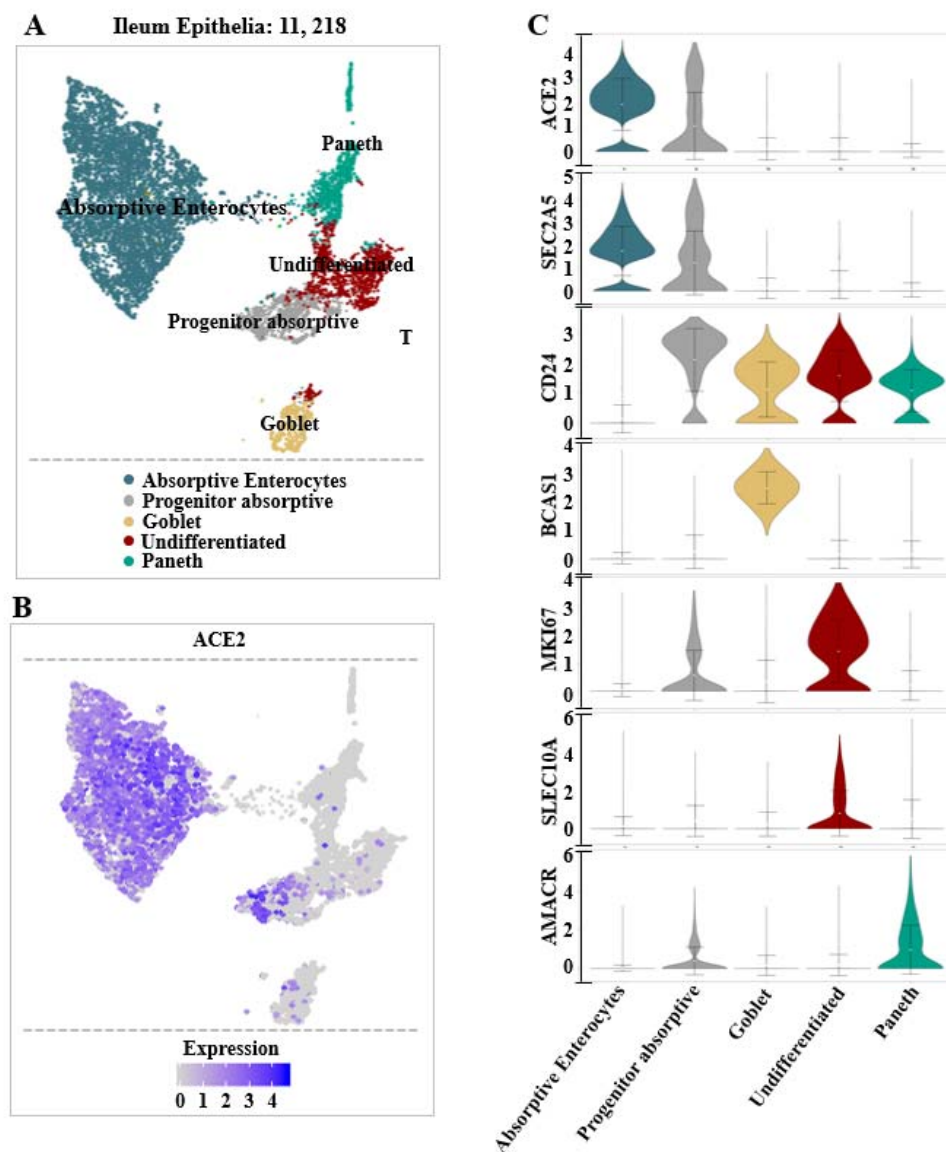 A
Ileum Epithelia: 11, 218
Paneth
Absorptive Enterocytes
Undifferentiated
Progenitor absorptive
T
Goblet
Absorptive Enterocytes
Progenitor absorptive
Goblet
Undifferentiated
Paneth
B
ACE2
Expression
0 1 2 3 4
C
4
3
2
1
0
ACE2
5
4
3
2
1
0
SEC2A5
3
2
1
0
CD24
4
3
2
1
0
BCAS1
4
3
2
1
0
MKI67
6
4
2
0
SLEC10A
6
4
2
0
AMACR
Absorptive Enterocytes
Progenitor absorptive
Goblet
Undifferentiated
Paneth